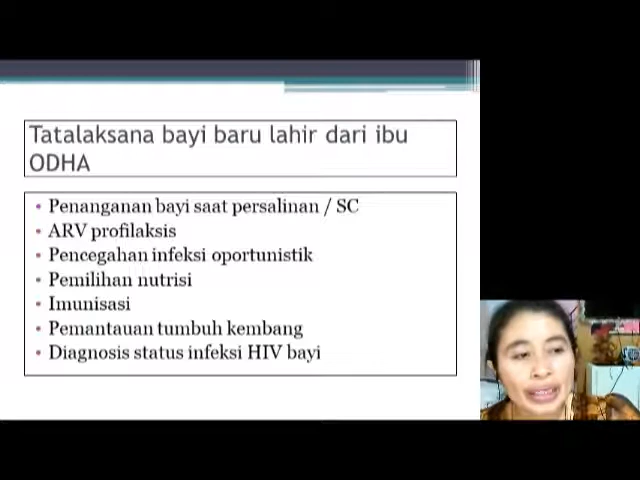 Tatalaksana bayi baru lahir dari ibu
ODHA
• Penanganan bayi saat persalinan / SC
• ARV profilaksis
• Pencegahan infeksi oportunistik
• Pemilihan nutrisi
• Imunisasi
• Pemantauan tumbuh kembang
• Diagnosis status infeksi HIV bayi